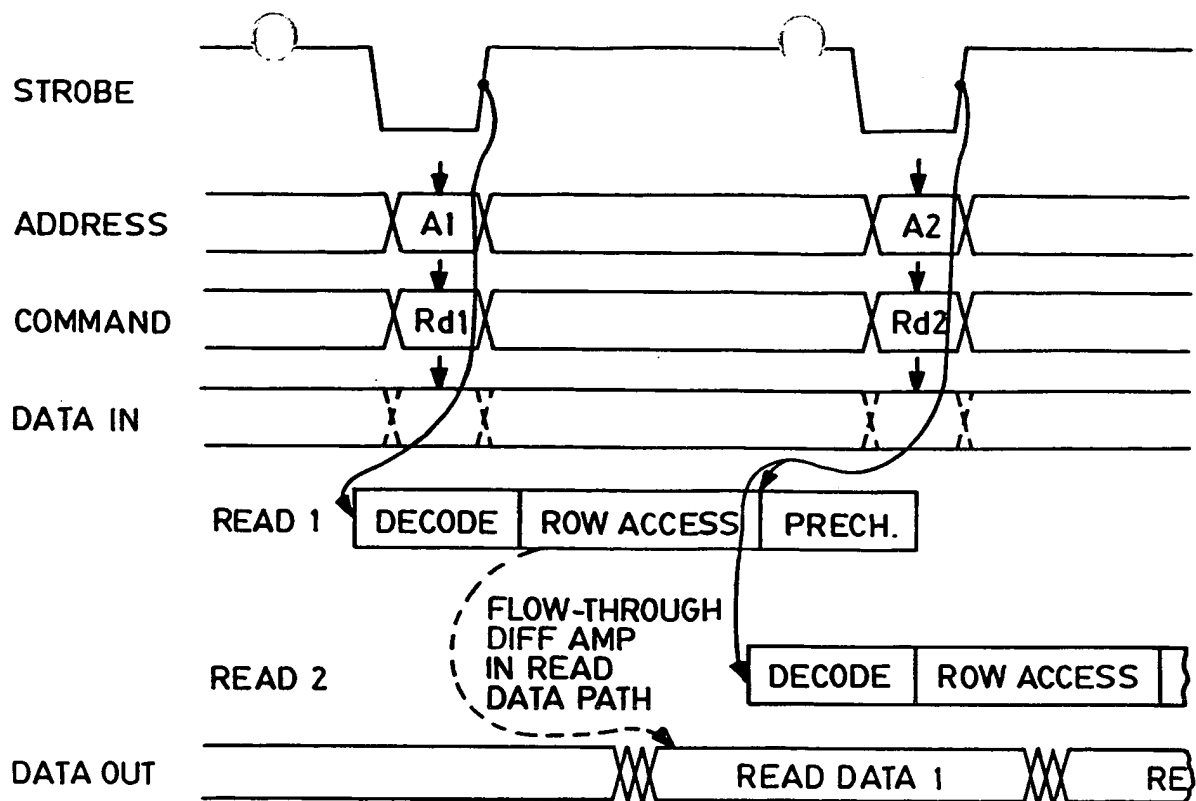 STROBE
ADDRESS A1 A2
COMMAND Rd1 Rd2
DATA IN
READ 1 DECODE ROW ACCESS PRECH.
FLOW-THROUGH
DIFF AMP
IN READ
DATA PATH
READ 2 DECODE ROW ACCESS
DATA OUT READ DATA 1 RE